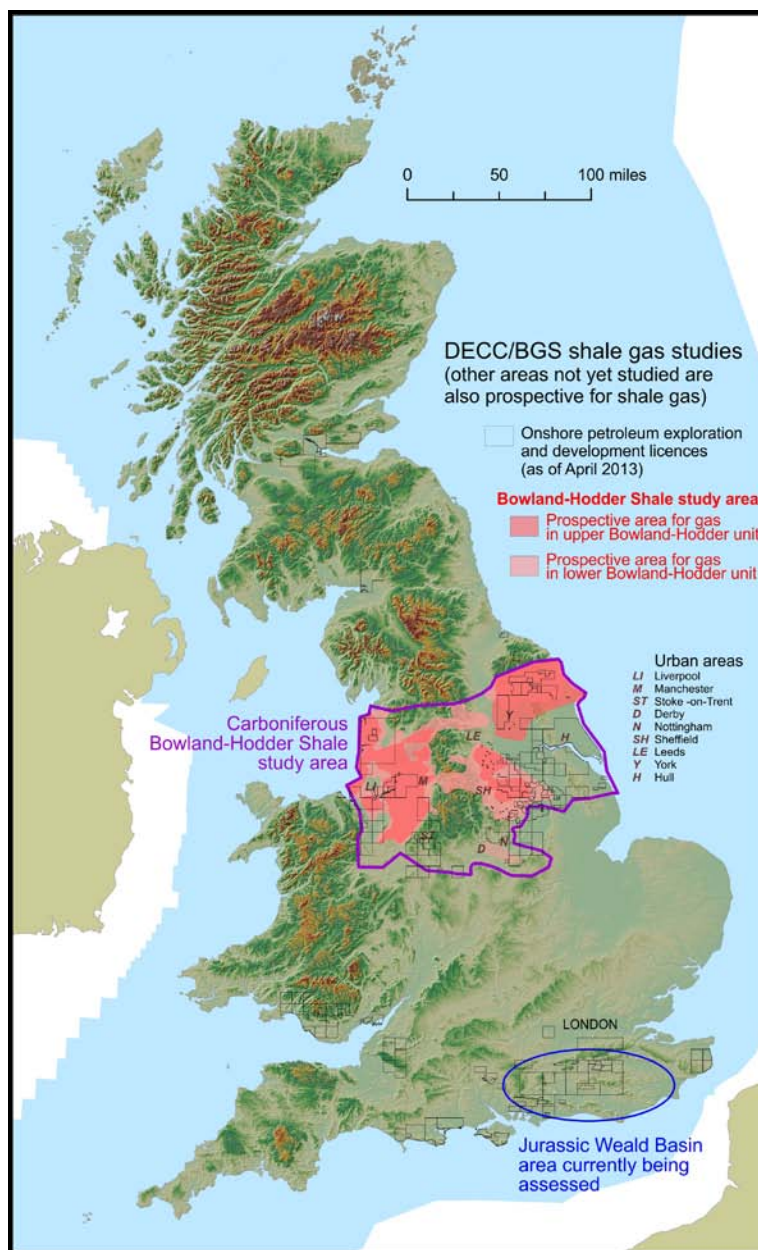 0 50 100 miles
DECC/BGS shale gas studies
(other areas not yet studied are
also prospective for shale gas)
Onshore petroleum exploration
and development licences
(as of April 2013)
Bowland-Hodder Shale study area
Prospective area for gas
in upper Bowland-Hodder unit
Prospective area for gas
in lower Bowland-Hodder unit
Urban areas
LI Liverpool
M Manchester
ST Stoke -on-Trent
D Derby
N Nottingham
SH Sheffield
LE Leeds
Y York
H Hull
Carboniferous
Bowland-Hodder Shale
study area
Y
LE
H
LI
M
SH
N
D
LONDON
Jurassic Weald Basin
area currently being
assessed